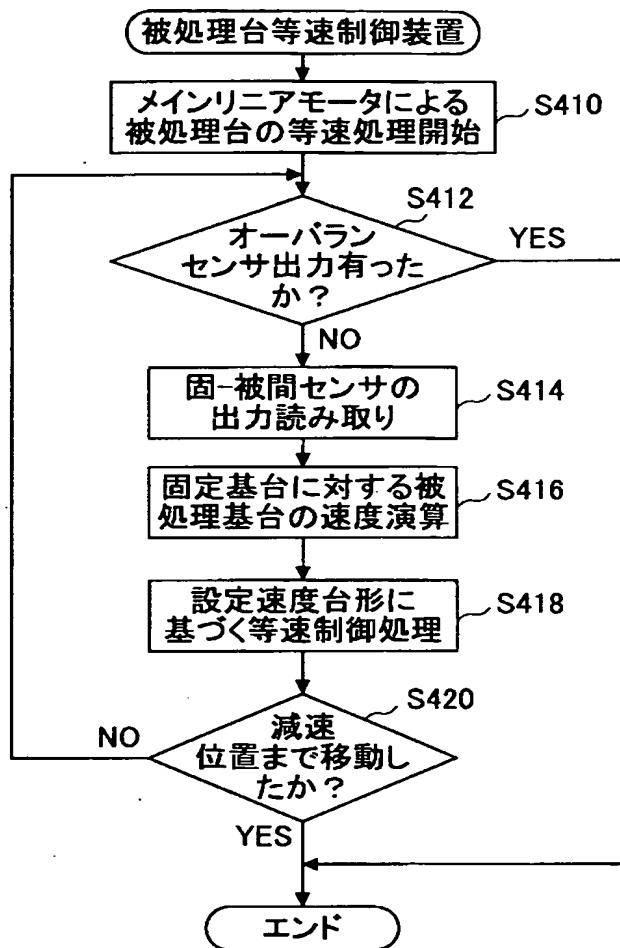 被処理台等速制御装置
メインリニアモータによる
被処理台の等速処理開始
S410
S412
オーバラン
センサ出力有ったか？
YES
NO
固-被間センサの
出力読み取り
S414
固定基台に対する被
処理基台の速度演算
S416
設定速度台形に
基づく等速制御処理
S418
S420
減速
位置まで移動し
たか？
NO
YES
エンド